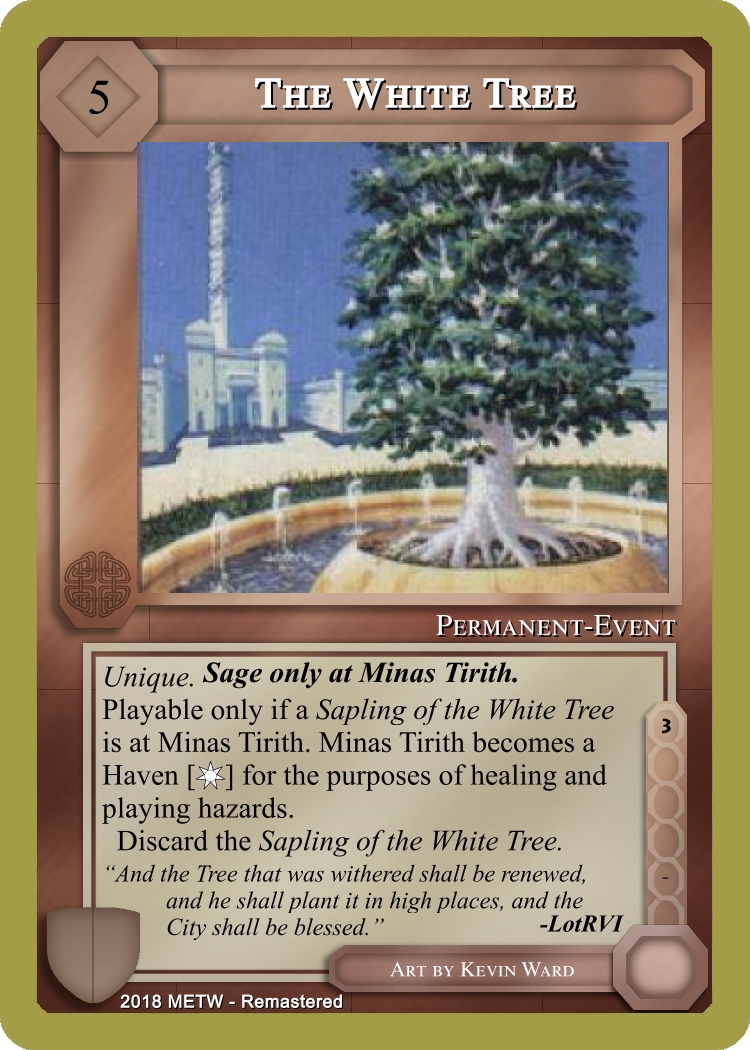 5
The White Tree
Permanent-Event
Unique. Sage only at Minas Tirith.
Playable only if a Sapling of the White Tree
is at Minas Tirith. Minas Tirith becomes a
Haven [☼] for the purposes of healing and
playing hazards.
Discard the Sapling of the White Tree.
“And the Tree that was withered shall be renewed,
and he shall plant it in high places, and the
City shall be blessed.”
-LotRVI
3
-
Art by Kevin Ward
2018 METW - Remastered